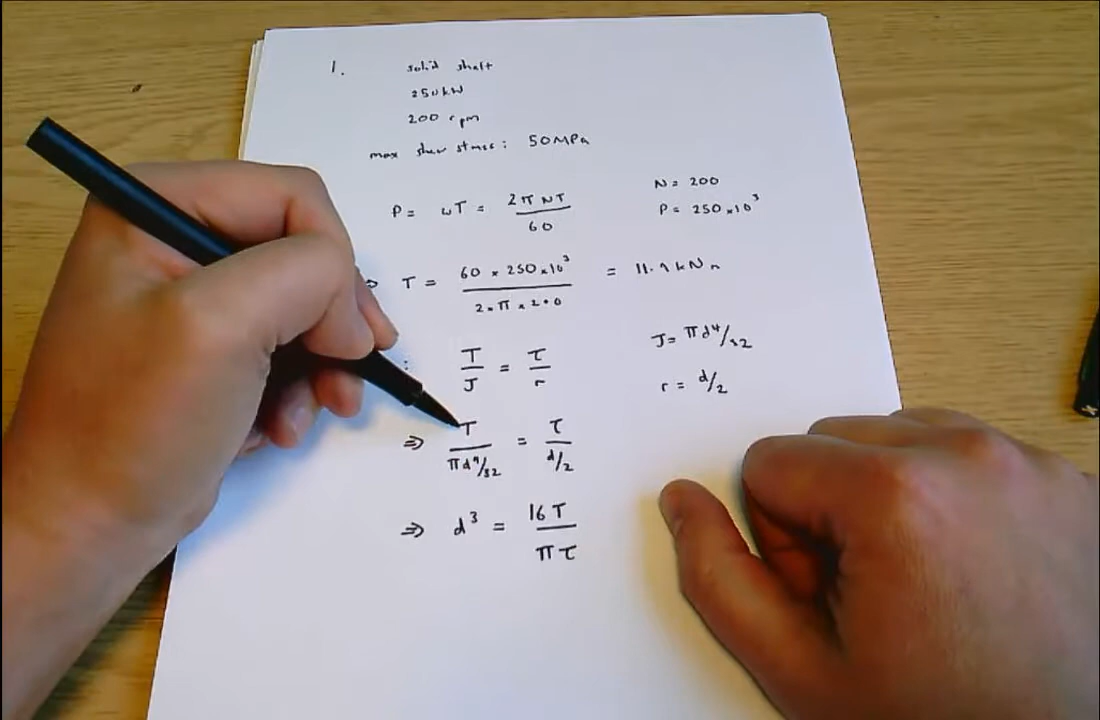 1. solid shaft
250kW
200 rpm
max shear stress: 50MPa
P = ωT = 2πNT/60
N = 200
P = 250×10³
T = 60 × 250×10³ / 2×π×200 = 11.9 kNm
T/J = τ/r
J = πd⁴/32
r = d/2
⇒ T/πd⁴/32 = τ/d/2
⇒ d³ = 16T/πτ